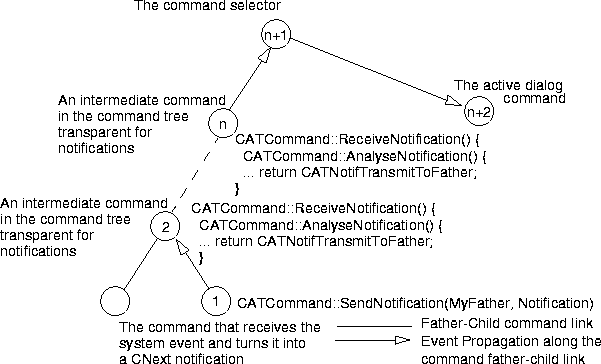 The command selector
n+1
The active dialog
command
n+2
An intermediate command
in the command tree
transparent for
notifications
n
CATCommand::ReceiveNotification() {
CATCommand::AnalyseNotification() {
... return CATNotifTransmitToFather;
}
An intermediate command
in the command tree
transparent for
notifications
2
CATCommand::ReceiveNotification() {
CATCommand::AnalyseNotification() {
... return CATNotifTransmitToFather;
}
1
CATCommand::SendNotification(MyFather, Notification)
The command that receives the
system event and turns it into
a CNext notification
Father-Child command link
Event Propagation along the
command father-child link